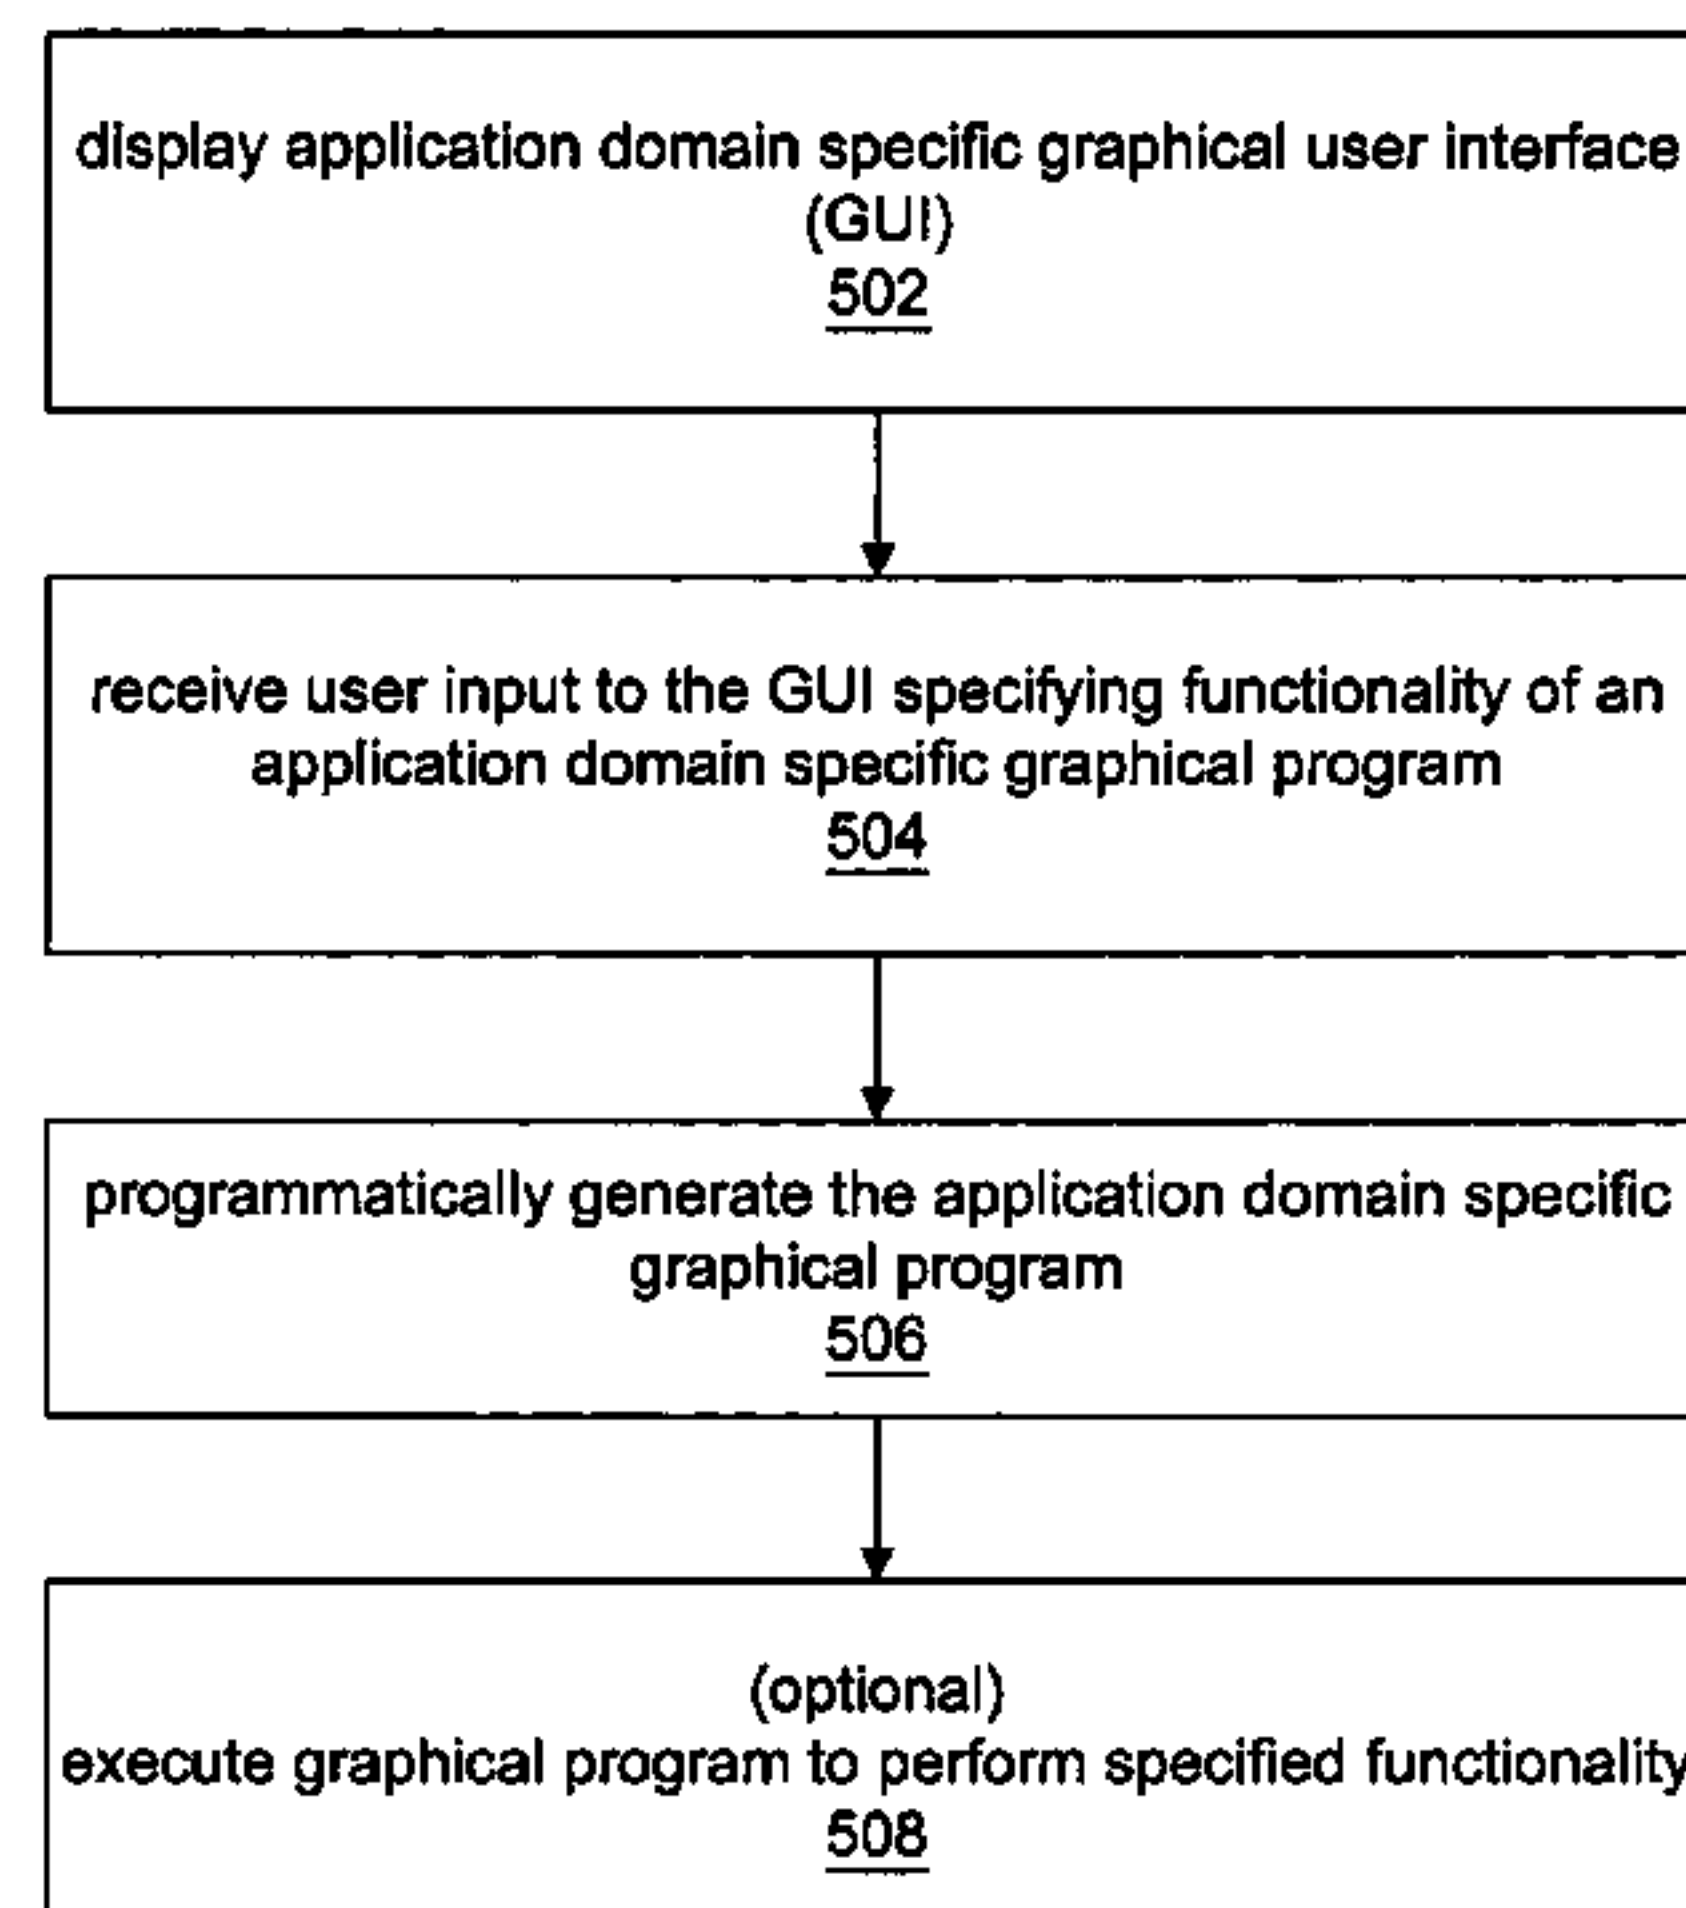 display application domain specific graphical user interface
(GUI)
502
receive user input to the GUI specifying functionality of an
application domain specific graphical program
504
programmatically generate the application domain specific
graphical program
506
(optional)
execute graphical program to perform specified functionality
508